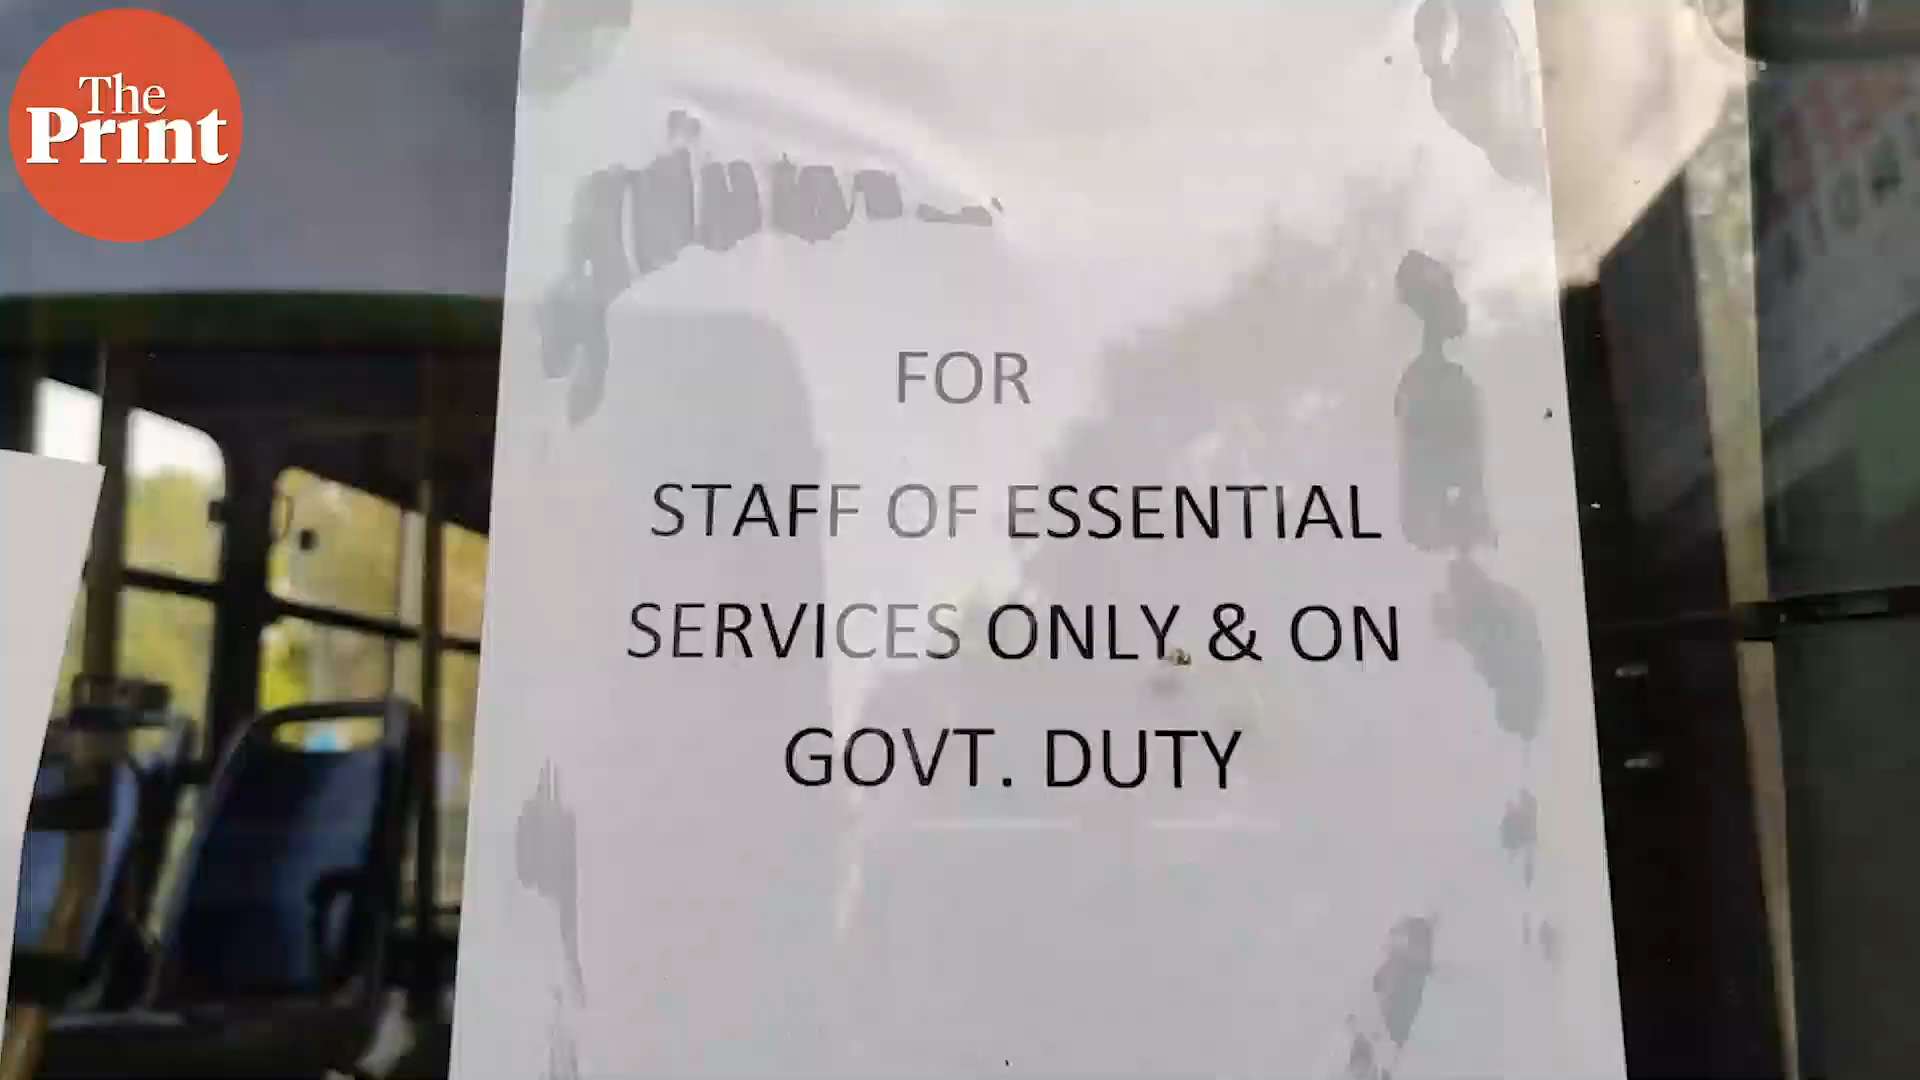 The
Print
FOR
STAFF OF ESSENTIAL
SERVICES ONLY & ON
GOVT. DUTY